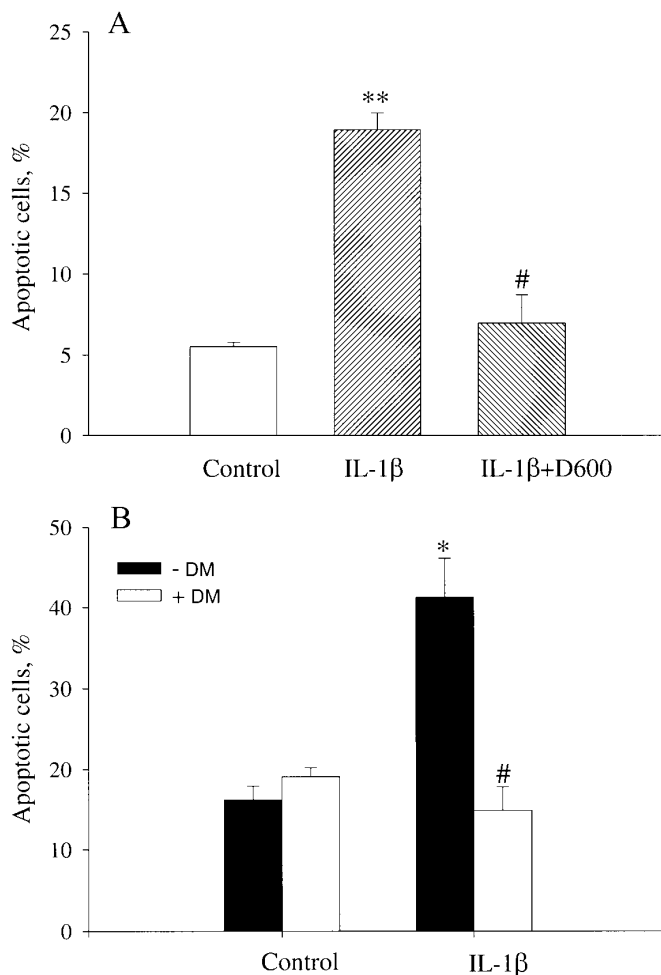 A
25
20
15
10
5
0
Apoptotic cells, %
**
#
Control IL-1β IL-1β+D600
B
50
40
30
20
10
0
Apoptotic cells, %
- DM
+ DM
*
#
Control IL-1β